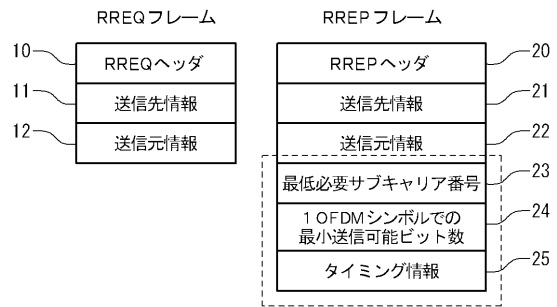 RREQフレーム
10
RREQヘッダ
11
送信先情報
12
送信元情報
RREPフレーム
RREPヘッダ
20
送信先情報
21
送信元情報
22
最低必要サブキャリア番号
23
1OFDMシンボルでの
最小送信可能ビット数
24
タイミング情報
25